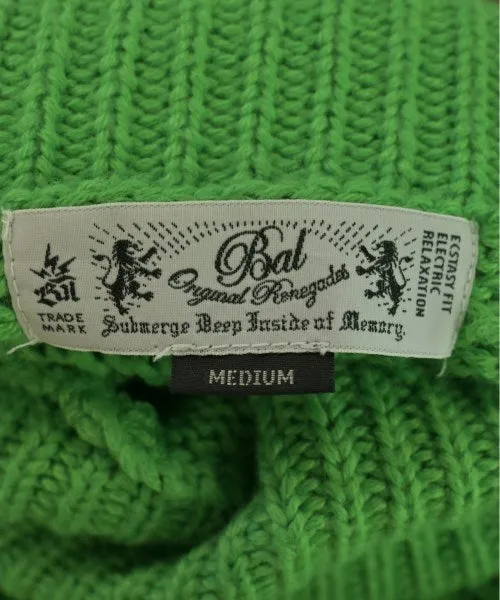 Bal
TRADE
MARK
Bal
Original Renegades
Submerge Deep Inside of Memory.
ECSTASY FIT
ELECTRIC
RELAXATION
MEDIUM